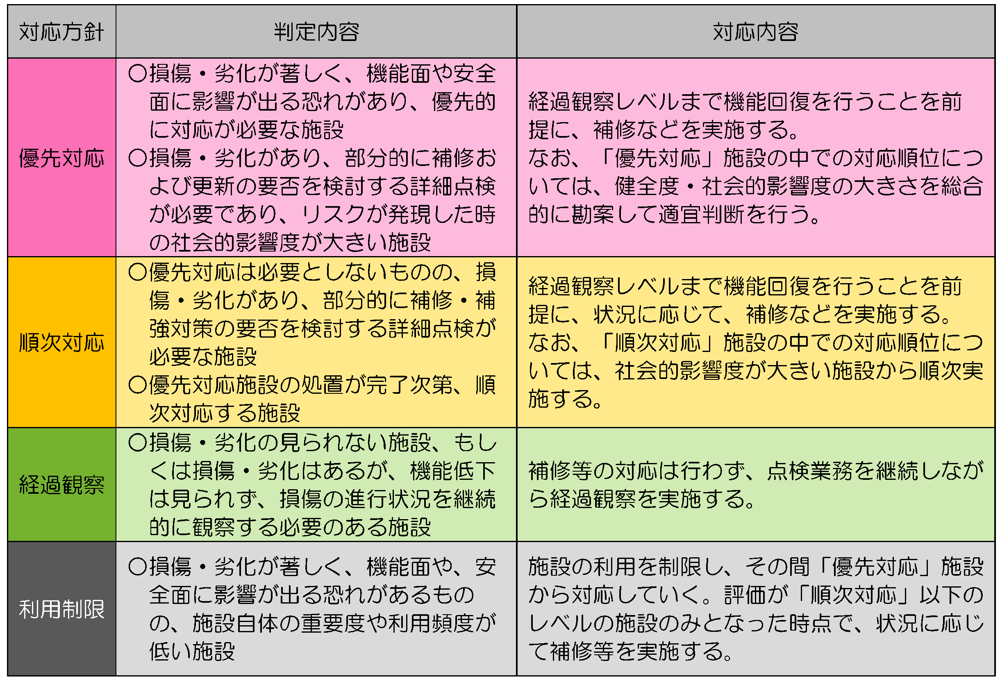 対応方針
判定内容
対応内容
優先対応
〇損傷・劣化が著しく、機能面や安全
面に影響が出る恐れがあり、優先的
に対応が必要な施設
〇損傷・劣化があり、部分的に補修お
よび更新の要否を検討する詳細点検
が必要であり、リスクが発現した時
の社会的影響度が大きい施設
経過観察レベルまで機能回復を行うことを前
提に、補修などを実施する。
なお、「優先対応」施設の中での対応順位につ
いては、健全度・社会的影響度の大きさを総合
的に勘案して適宜判断を行う。
順次対応
〇優先対応は必要としないものの、損
傷・劣化があり、部分的に補修・補
強対策の要否を検討する詳細点検が
必要な施設
〇優先対応施設の処置が完了次第、順
次対応する施設
経過観察レベルまで機能回復を行うことを前
提に、状況に応じて、補修などを実施する。
なお、「順次対応」施設の中での対応順位につ
いては、社会的影響度が大きい施設から順次実
施する。
経過観察
〇損傷・劣化の見られない施設、もし
くは損傷・劣化はあるが、機能低下
は見られず、損傷の進行状況を継続
的に観察する必要のある施設
補修等の対応は行わず、点検業務を継続しなが
ら経過観察を実施する。
利用制限
〇損傷・劣化が著しく、機能面や、安
全面に影響が出る恐れがあるもの
の、施設自体の重要度や利用頻度が
低い施設
施設の利用を制限し、その間「優先対応」施設
から対応していく。評価が「順次対応」以下の
レベルの施設のみとなった時点で、状況に応じ
て補修等を実施する。